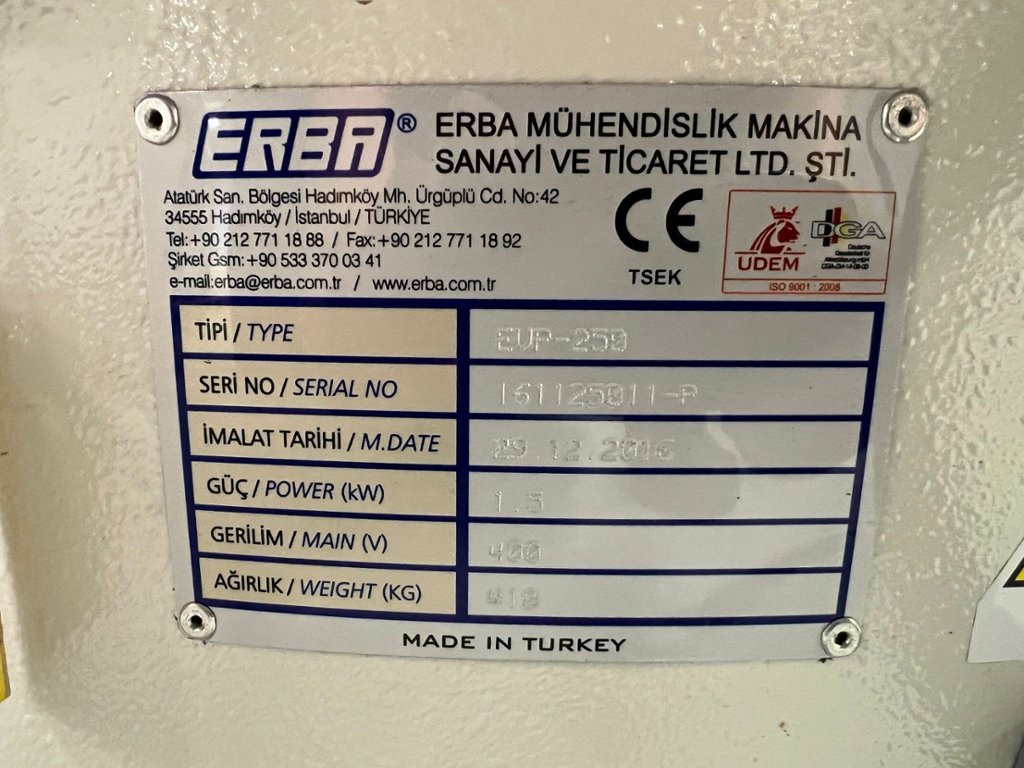 ERBA® ERBA MÜHENDİSLİK MAKİNA
SANAYİ VE TİCARET LTD. ŞTİ.
Atatürk San. Bölgesi Hadımköy Mh. Ürgüplü Cd. No:42
34555 Hadımköy / İstanbul / TÜRKİYE
Tel:+90 212 771 18 88 / Fax:+90 212 771 18 92
Şirket Gsm:+90 533 370 03 41
e-mail:erba@erba.com.tr / www.erba.com.tr
CE
TSEK
UDEM
DGA
Deutsche
ISO 9001 : 2008
TİPİ / TYPE EVP-250
SERİ NO / SERIAL NO 161125011-P
İMALAT TARİHİ / M.DATE 29.12.2016
GÜÇ / POWER (kW) 1.5
GERİLİM / MAIN (V) 400
AĞIRLIK / WEIGHT (KG)
MADE IN TURKEY